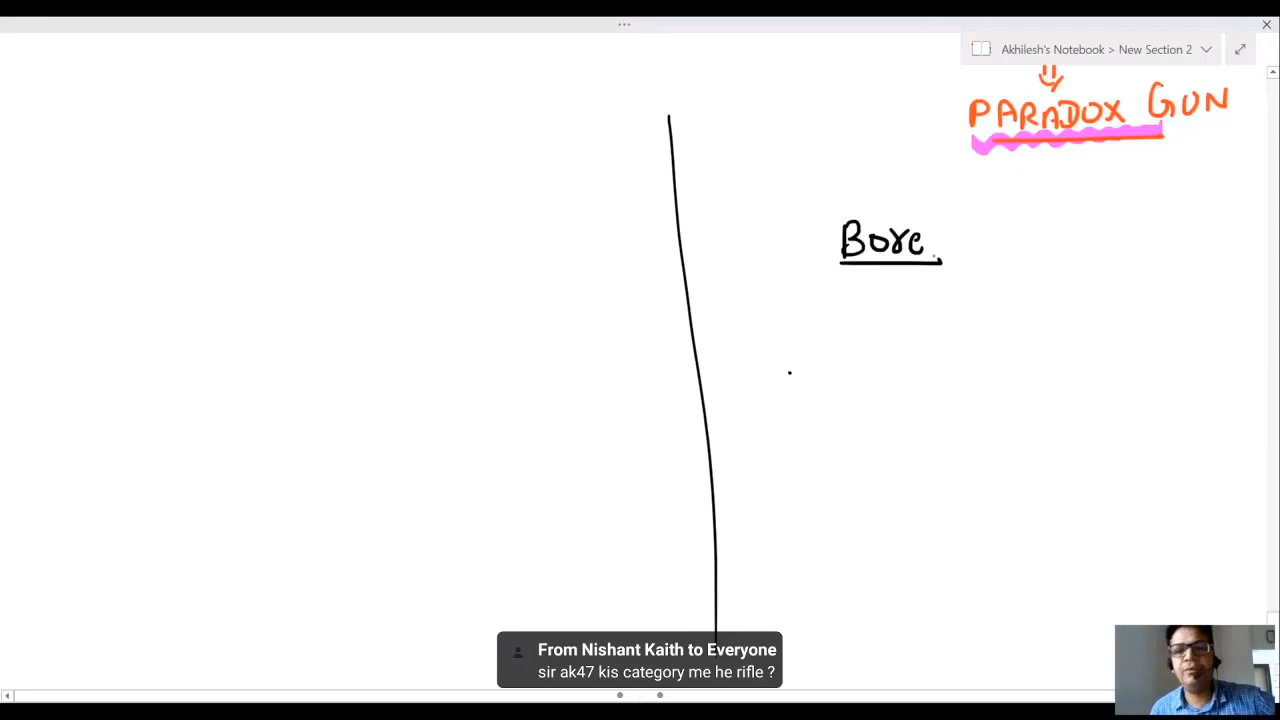 Akhilesh's Notebook > New Section 2
PARADOX GUN
Bore
From Nishant Kaith to Everyone
sir ak47 kis category me he rifle ?